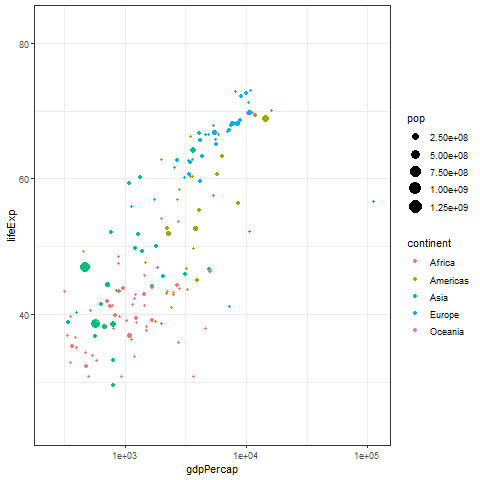 80
60
40
lifeExp
1e+03
1e+04
1e+05
gdpPercap
pop
2.50e+08
5.00e+08
7.50e+08
1.00e+09
1.25e+09
continent
Africa
Americas
Asia
Europe
Oceania